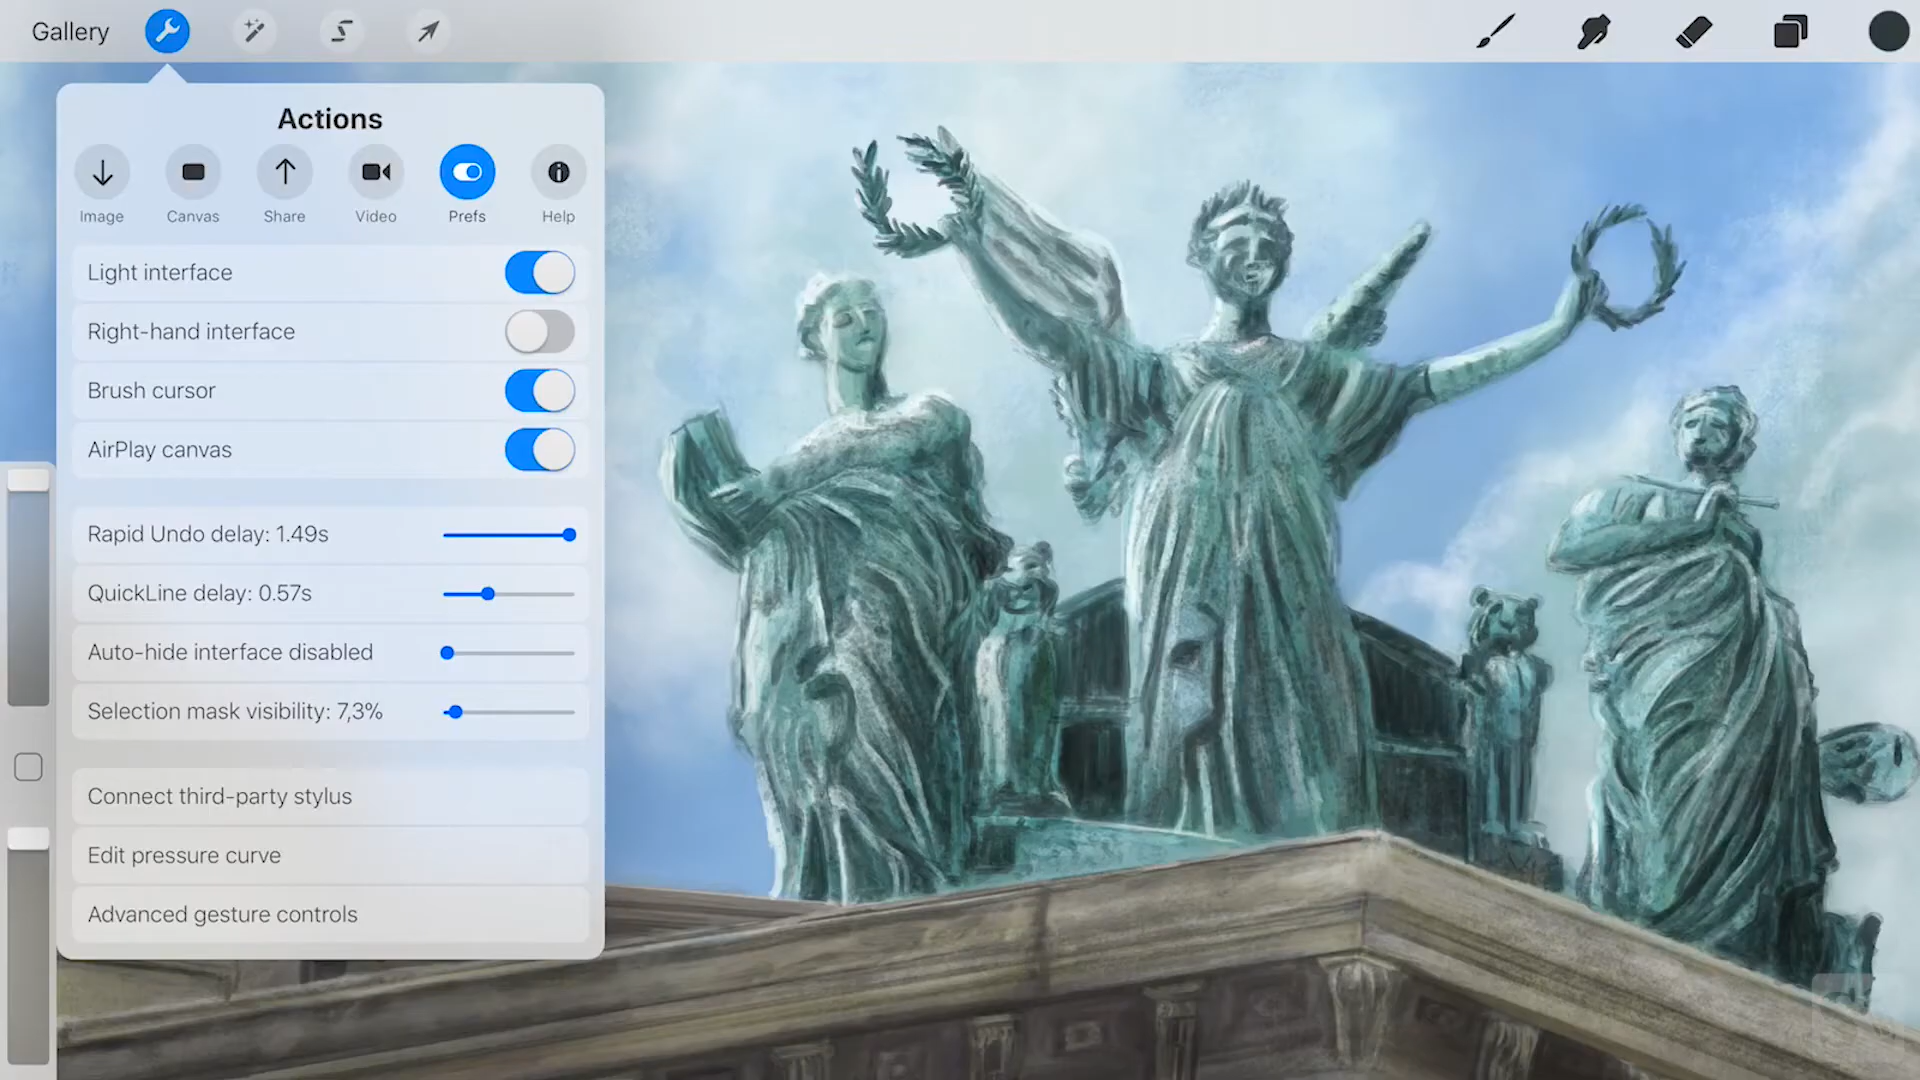 Gallery
Actions
Image
Canvas
Share
Video
Prefs
Help
Light interface
Right-hand interface
Brush cursor
AirPlay canvas
Rapid Undo delay: 1.49s
QuickLine delay: 0.57s
Auto-hide interface disabled
Selection mask visibility: 7,3%
Connect third-party stylus
Edit pressure curve
Advanced gesture controls